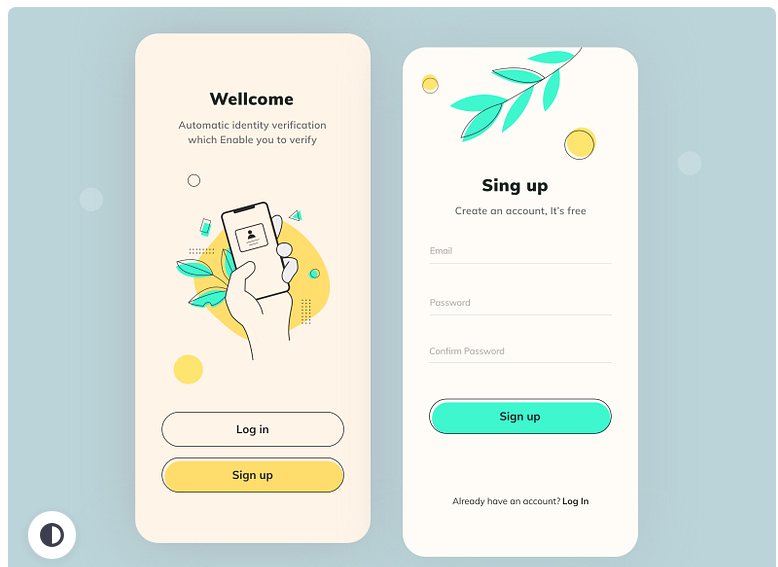 Wellcome
Automatic identity verification
which Enable you to verify
Log in
Sign up
Sing up
Create an account, It's free
Email
Password
Confirm Password
Sign up
Already have an account? Log In